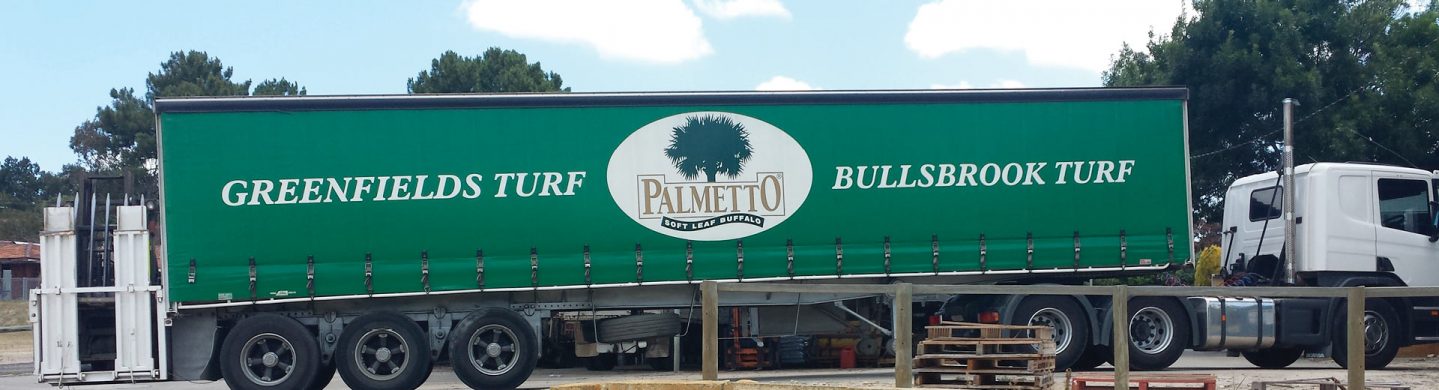 GREENFIELDS TURF
PALMETTO®
SOFT LEAF BUFFALO
BULLSBROOK TURF